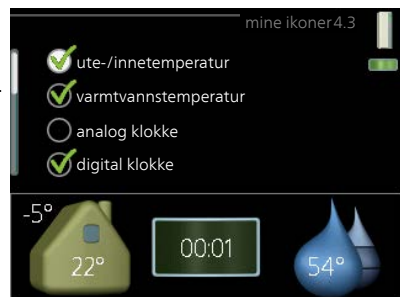 mine ikoner 4.3
ute-/innetemperatur
varmtvannstemperatur
analog klokke
digital klokke
-5°
22°
00:01
54°